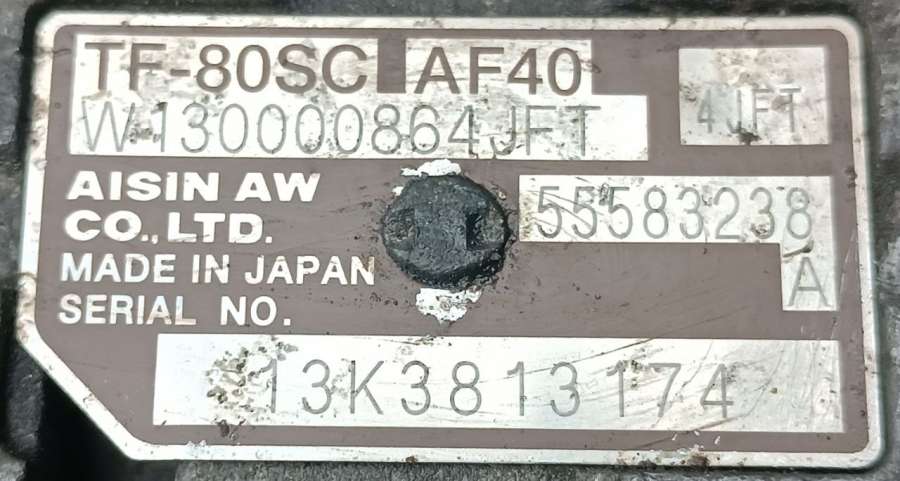 TF-80SC AF40
W130000864JFT 4JFT
AISIN AW
CO.,LTD.
55583238
MADE IN JAPAN
A
SERIAL NO.
13K3813174